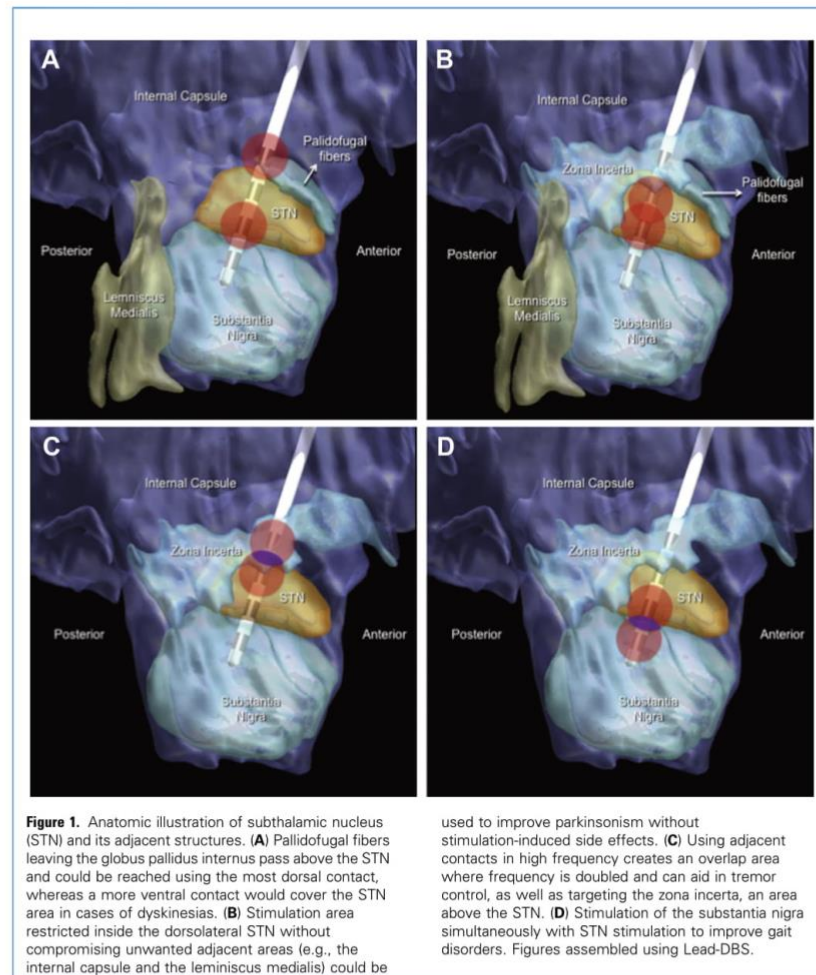 A
Internal Capsule
Palidofugal
fibers
STN
Posterior
Anterior
Lemniscus
Medialis
Substantia
Nigra
B
Internal Capsule
Zona Incerta
Palidofugal
fibers
STN
Posterior
Anterior
Lemniscus
Medialis
Substantia
Nigra
C
Internal Capsule
Zona Incerta
STN
Posterior
Anterior
Substantia
Nigra
D
Internal Capsule
Zona Incerta
STN
Posterior
Anterior
Substantia
Nigra
Figure 1. Anatomic illustration of subthalamic nucleus
(STN) and its adjacent structures. (A) Pallidofugal fibers
leaving the globus pallidus internus pass above the STN
and could be reached using the most dorsal contact,
whereas a more ventral contact would cover the STN
area in cases of dyskinesias. (B) Stimulation area
restricted inside the dorsolateral STN without
compromising unwanted adjacent areas (e.g., the
internal capsule and the leminiscus medialis) could be
used to improve parkinsonism without
stimulation-induced side effects. (C) Using adjacent
contacts in high frequency creates an overlap area
where frequency is doubled and can aid in tremor
control, as well as targeting the zona incerta, an area
above the STN. (D) Stimulation of the substantia nigra
simultaneously with STN stimulation to improve gait
disorders. Figures assembled using Lead-DBS.